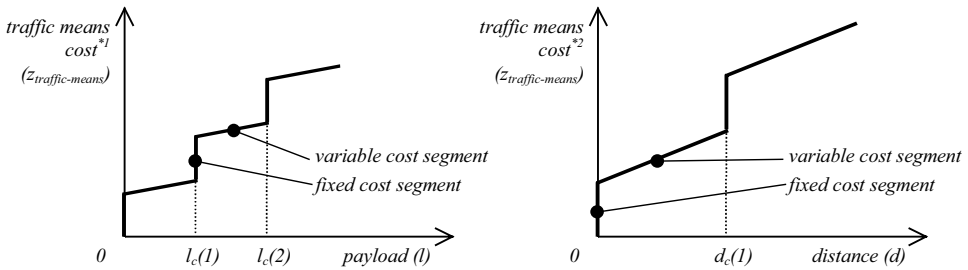 traffic means
cost*1
(ztraffic-means)
variable cost segment
fixed cost segment
0
lc(1)
lc(2)
payload (l)
traffic means
cost*2
(ztraffic-means)
variable cost segment
fixed cost segment
0
dc(1)
distance (d)